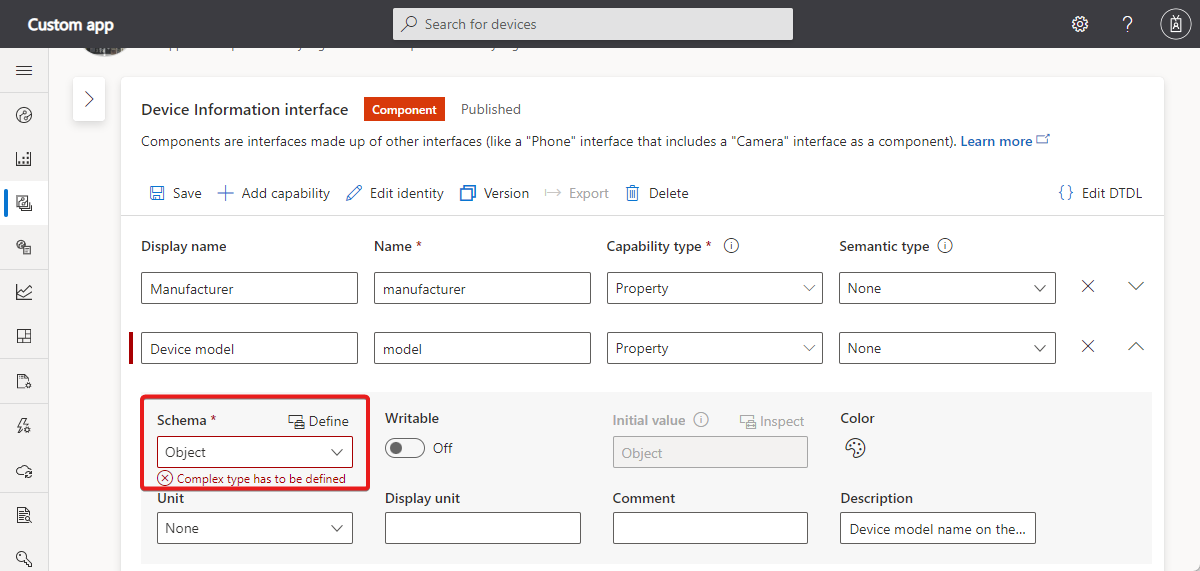 Custom app
Search for devices
Device Information interface Component Published
Components are interfaces made up of other interfaces (like a "Phone" interface that includes a "Camera" interface as a component). Learn more
Save Add capability Edit identity Version Export Delete {} Edit DTDL
Display name Name * Capability type * Semantic type
Manufacturer manufacturer Property None
Device model model Property None
Schema * Define Writable Initial value Inspect Color
Object Off Object
Complex type has to be defined
Unit Display unit Comment Description
None Device model name on the...